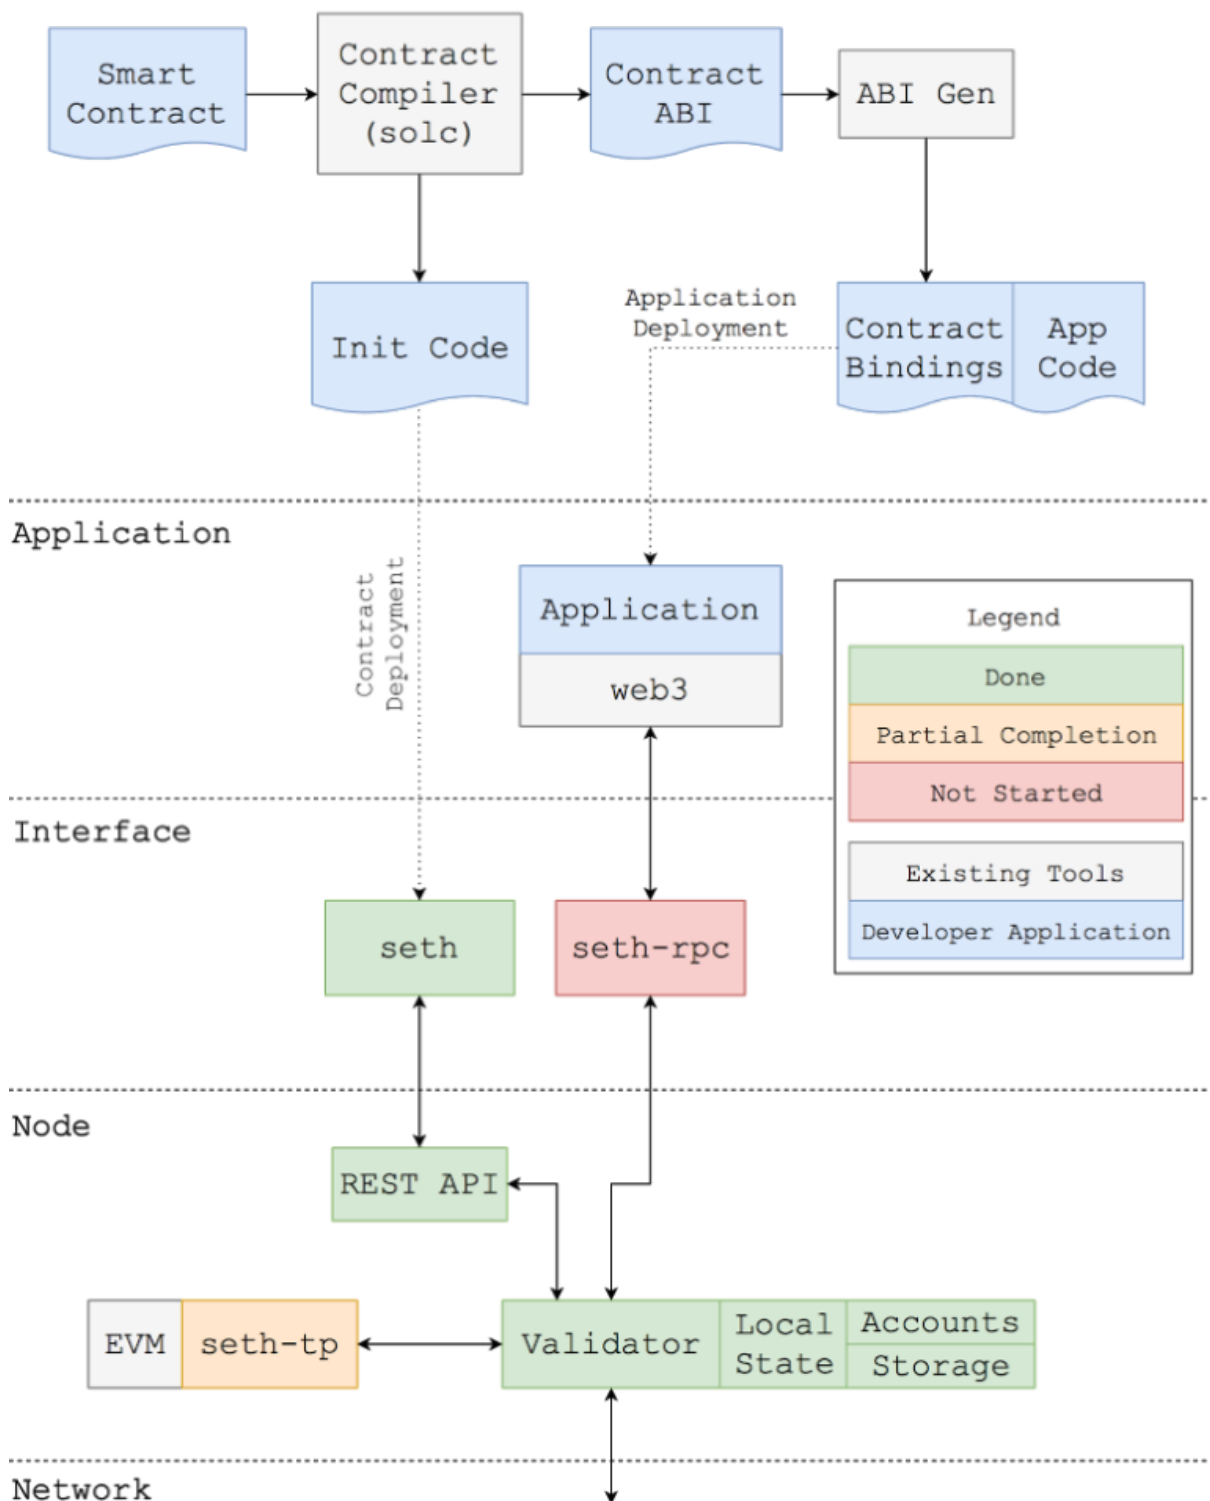 Smart
Contract
Contract
Compiler
(solc)
Contract
ABI
ABI Gen
Init Code
Application
Deployment
Contract
Bindings
App
Code
Application
Contract
Deployment
Application
web3
Legend
Done
Partial Completion
Not Started
Existing Tools
Developer Application
Interface
seth
seth-rpc
Node
REST API
EVM
seth-tp
Validator
Local
State
Accounts
Storage
Network